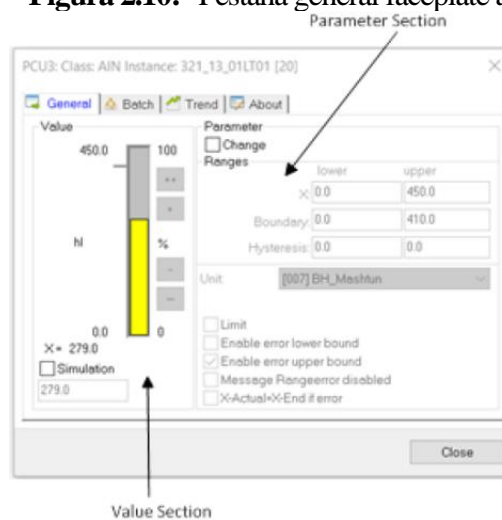 Figura 2.10: Pestaña general faceplate a
Parameter Section
PCU3: Class: AIN Instance: 321_13_01LT01 [20]
General Batch Trend About
Value
450.0 100
hl %
0.0 0
X= 279.0
Simulation
279.0
Parameter
Change
Ranges
lower upper
X: 0.0 450.0
Boundary: 0.0 410.0
Hysteresis: 0.0 0.0
Unit: [007] BH_Mashtun
Limit
Enable error lower bound
Enable error upper bound
Message Rangeerror disabled
X-Actual=X-End if error
Close
Value Section